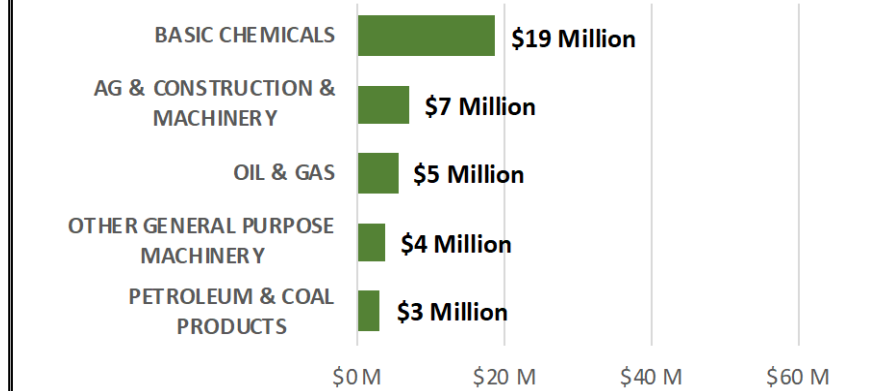 BASIC CHEMICALS
$19 Million
AG & CONSTRUCTION &
MACHINERY
$7 Million
OIL & GAS
$5 Million
OTHER GENERAL PURPOSE
MACHINERY
$4 Million
PETROLEUM & COAL
PRODUCTS
$3 Million
$0 M $20 M $40 M $60 M